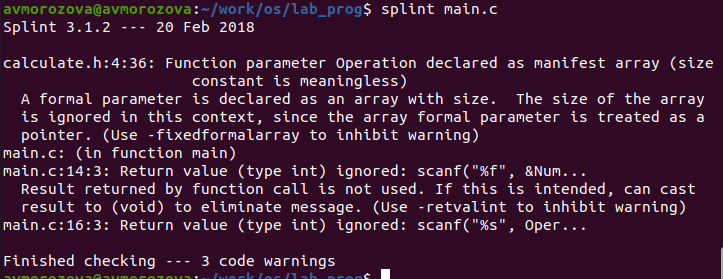 avmorozova@avmorozova:~/work/os/lab_prog$ splint main.c
Splint 3.1.2 --- 20 Feb 2018
calculate.h:4:36: Function parameter Operation declared as manifest array (size
constant is meaningless)
A formal parameter is declared as an array with size.  The size of the array
is ignored in this context, since the array formal parameter is treated as a
pointer. (Use -fixedformalarray to inhibit warning)
main.c: (in function main)
main.c:14:3: Return value (type int) ignored: scanf("%f", &Num...
Result returned by function call is not used. If this is intended, can cast
result to (void) to eliminate message. (Use -retvalint to inhibit warning)
main.c:16:3: Return value (type int) ignored: scanf("%s", Oper...
Finished checking --- 3 code warnings
avmorozova@avmorozova:~/work/os/lab_prog$